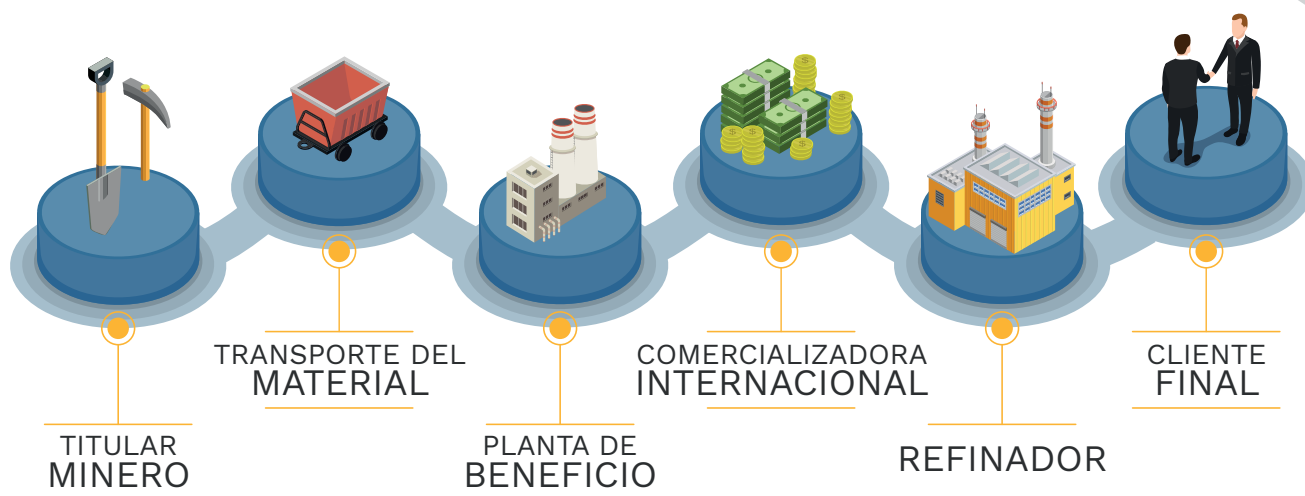 TITULAR
MINERO
TRANSPORTE DEL
MATERIAL
PLANTA DE
BENEFICIO
COMERCIALIZADORA
INTERNACIONAL
REFINADOR
CLIENTE
FINAL